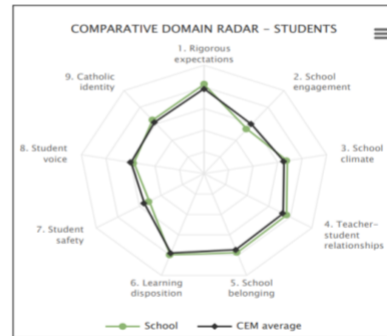 COMPARATIVE DOMAIN RADAR – STUDENTS
1. Rigorous
expectations
2. School
engagement
3. School
climate
4. Teacher-
student
relationships
5. School
belonging
6. Learning
disposition
7. Student
safety
8. Student
voice
9. Catholic
identity
School
CEM average